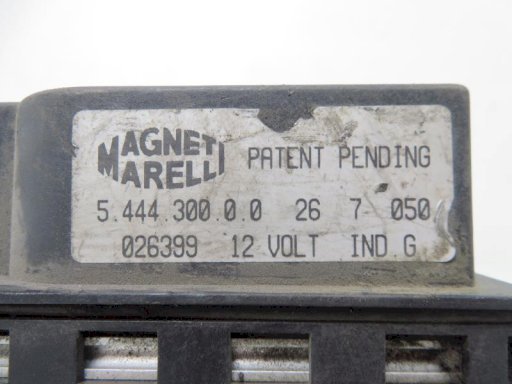 MAGNETI
MARELLI
PATENT PENDING
5.444.300.0.0 26 7 050
026399 12 VOLT IND.G